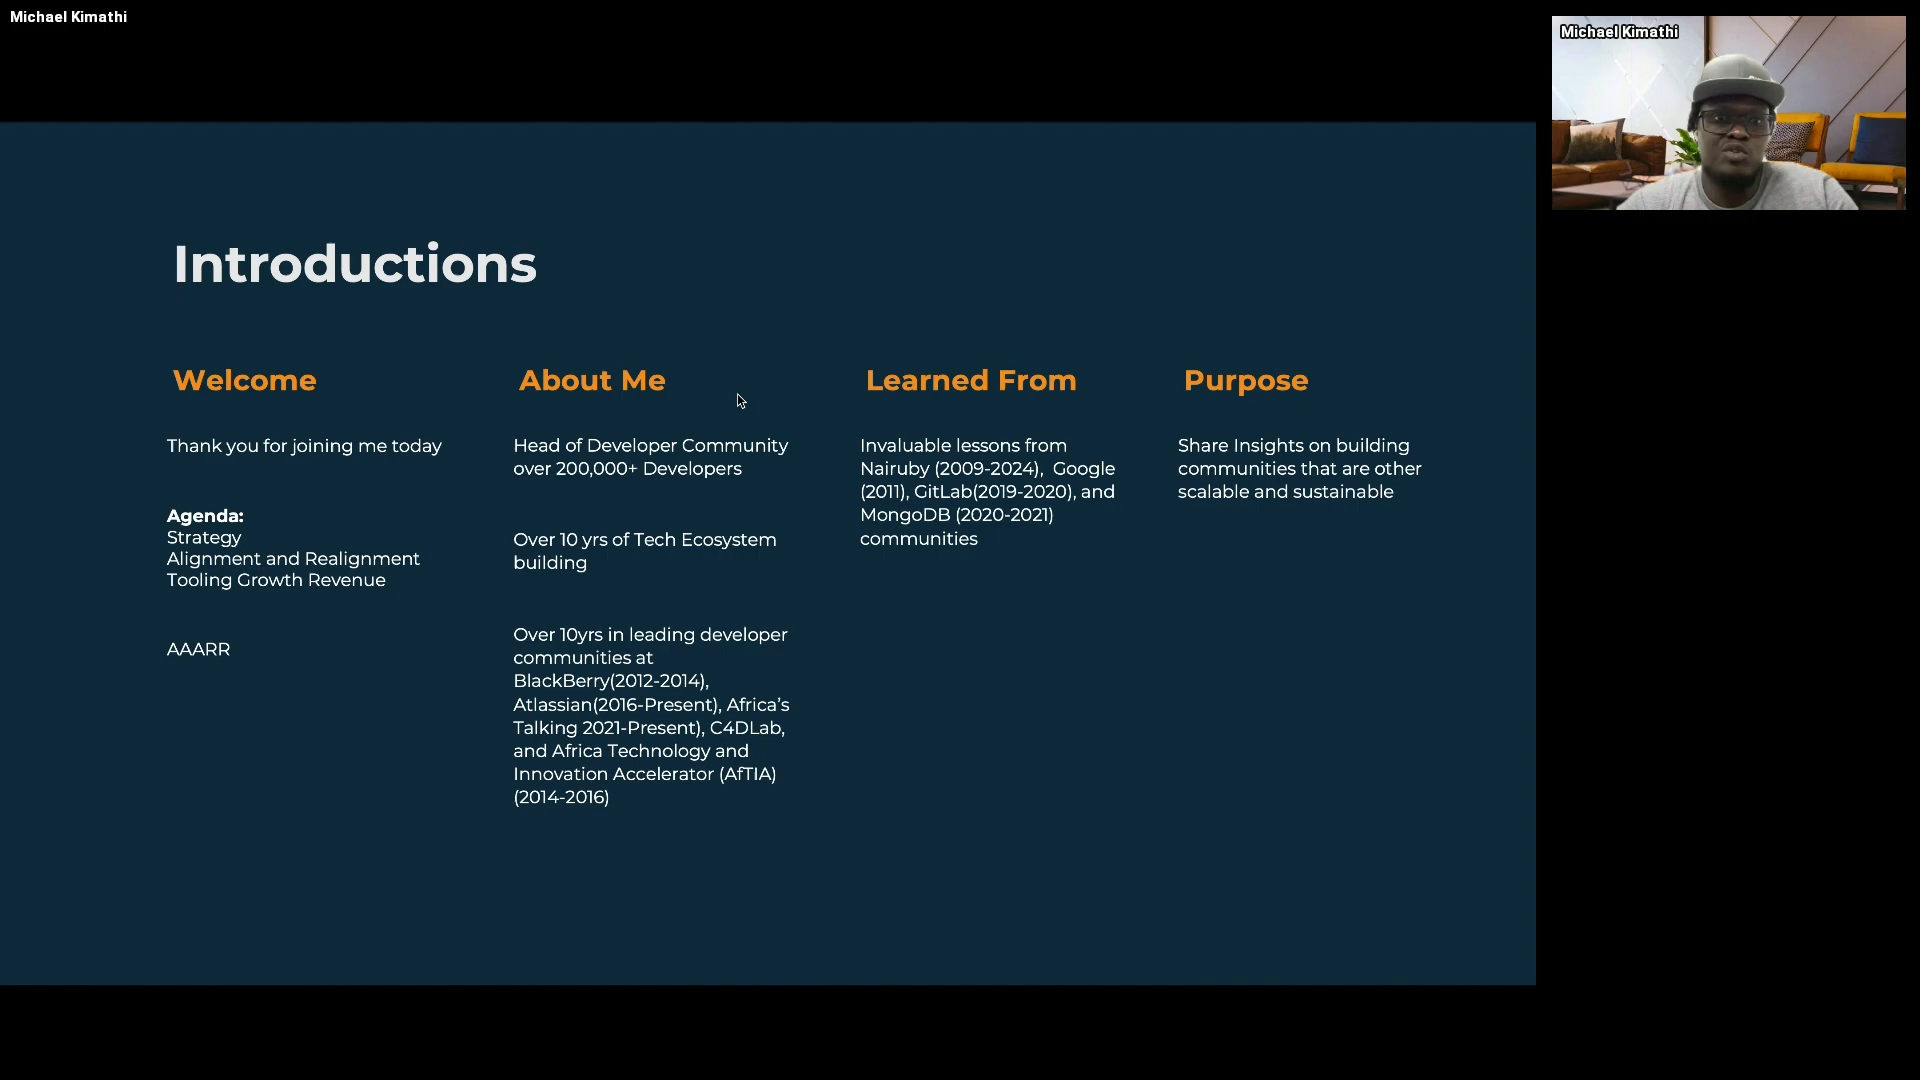 Michael Kimathi
Michael Kimathi
Introductions
Welcome
Thank you for joining me today
Agenda:
Strategy
Alignment and Realignment
Tooling Growth Revenue
AAARR
About Me
Head of Developer Community
over 200,000+ Developers
Over 10 yrs of Tech Ecosystem
building
Over 10yrs in leading developer
communities at
BlackBerry(2012-2014),
Atlassian(2016-Present), Africa’s
Talking 2021-Present), C4DLab,
and Africa Technology and
Innovation Accelerator (AfTIA)
(2014-2016)
Learned From
Invaluable lessons from
Nairuby (2009-2024), Google
(2011), GitLab(2019-2020), and
MongoDB (2020-2021)
communities
Purpose
Share Insights on building
communities that are other
scalable and sustainable